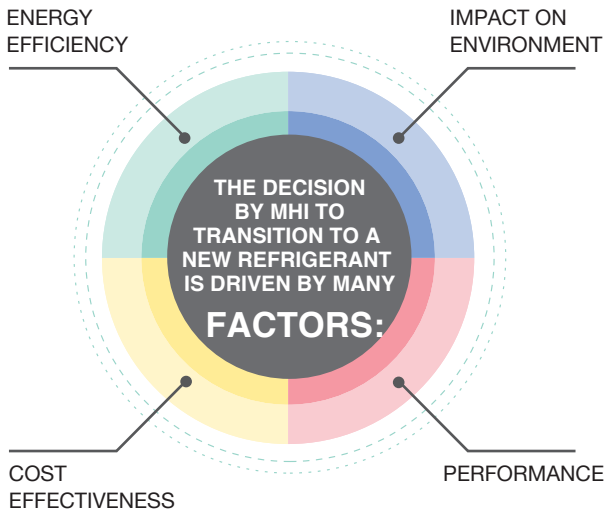 ENERGY
EFFICIENCY
IMPACT ON
ENVIRONMENT
THE DECISION
BY MHI TO
TRANSITION TO A
NEW REFRIGERANT
IS DRIVEN BY MANY
FACTORS:
COST
EFFECTIVENESS
PERFORMANCE